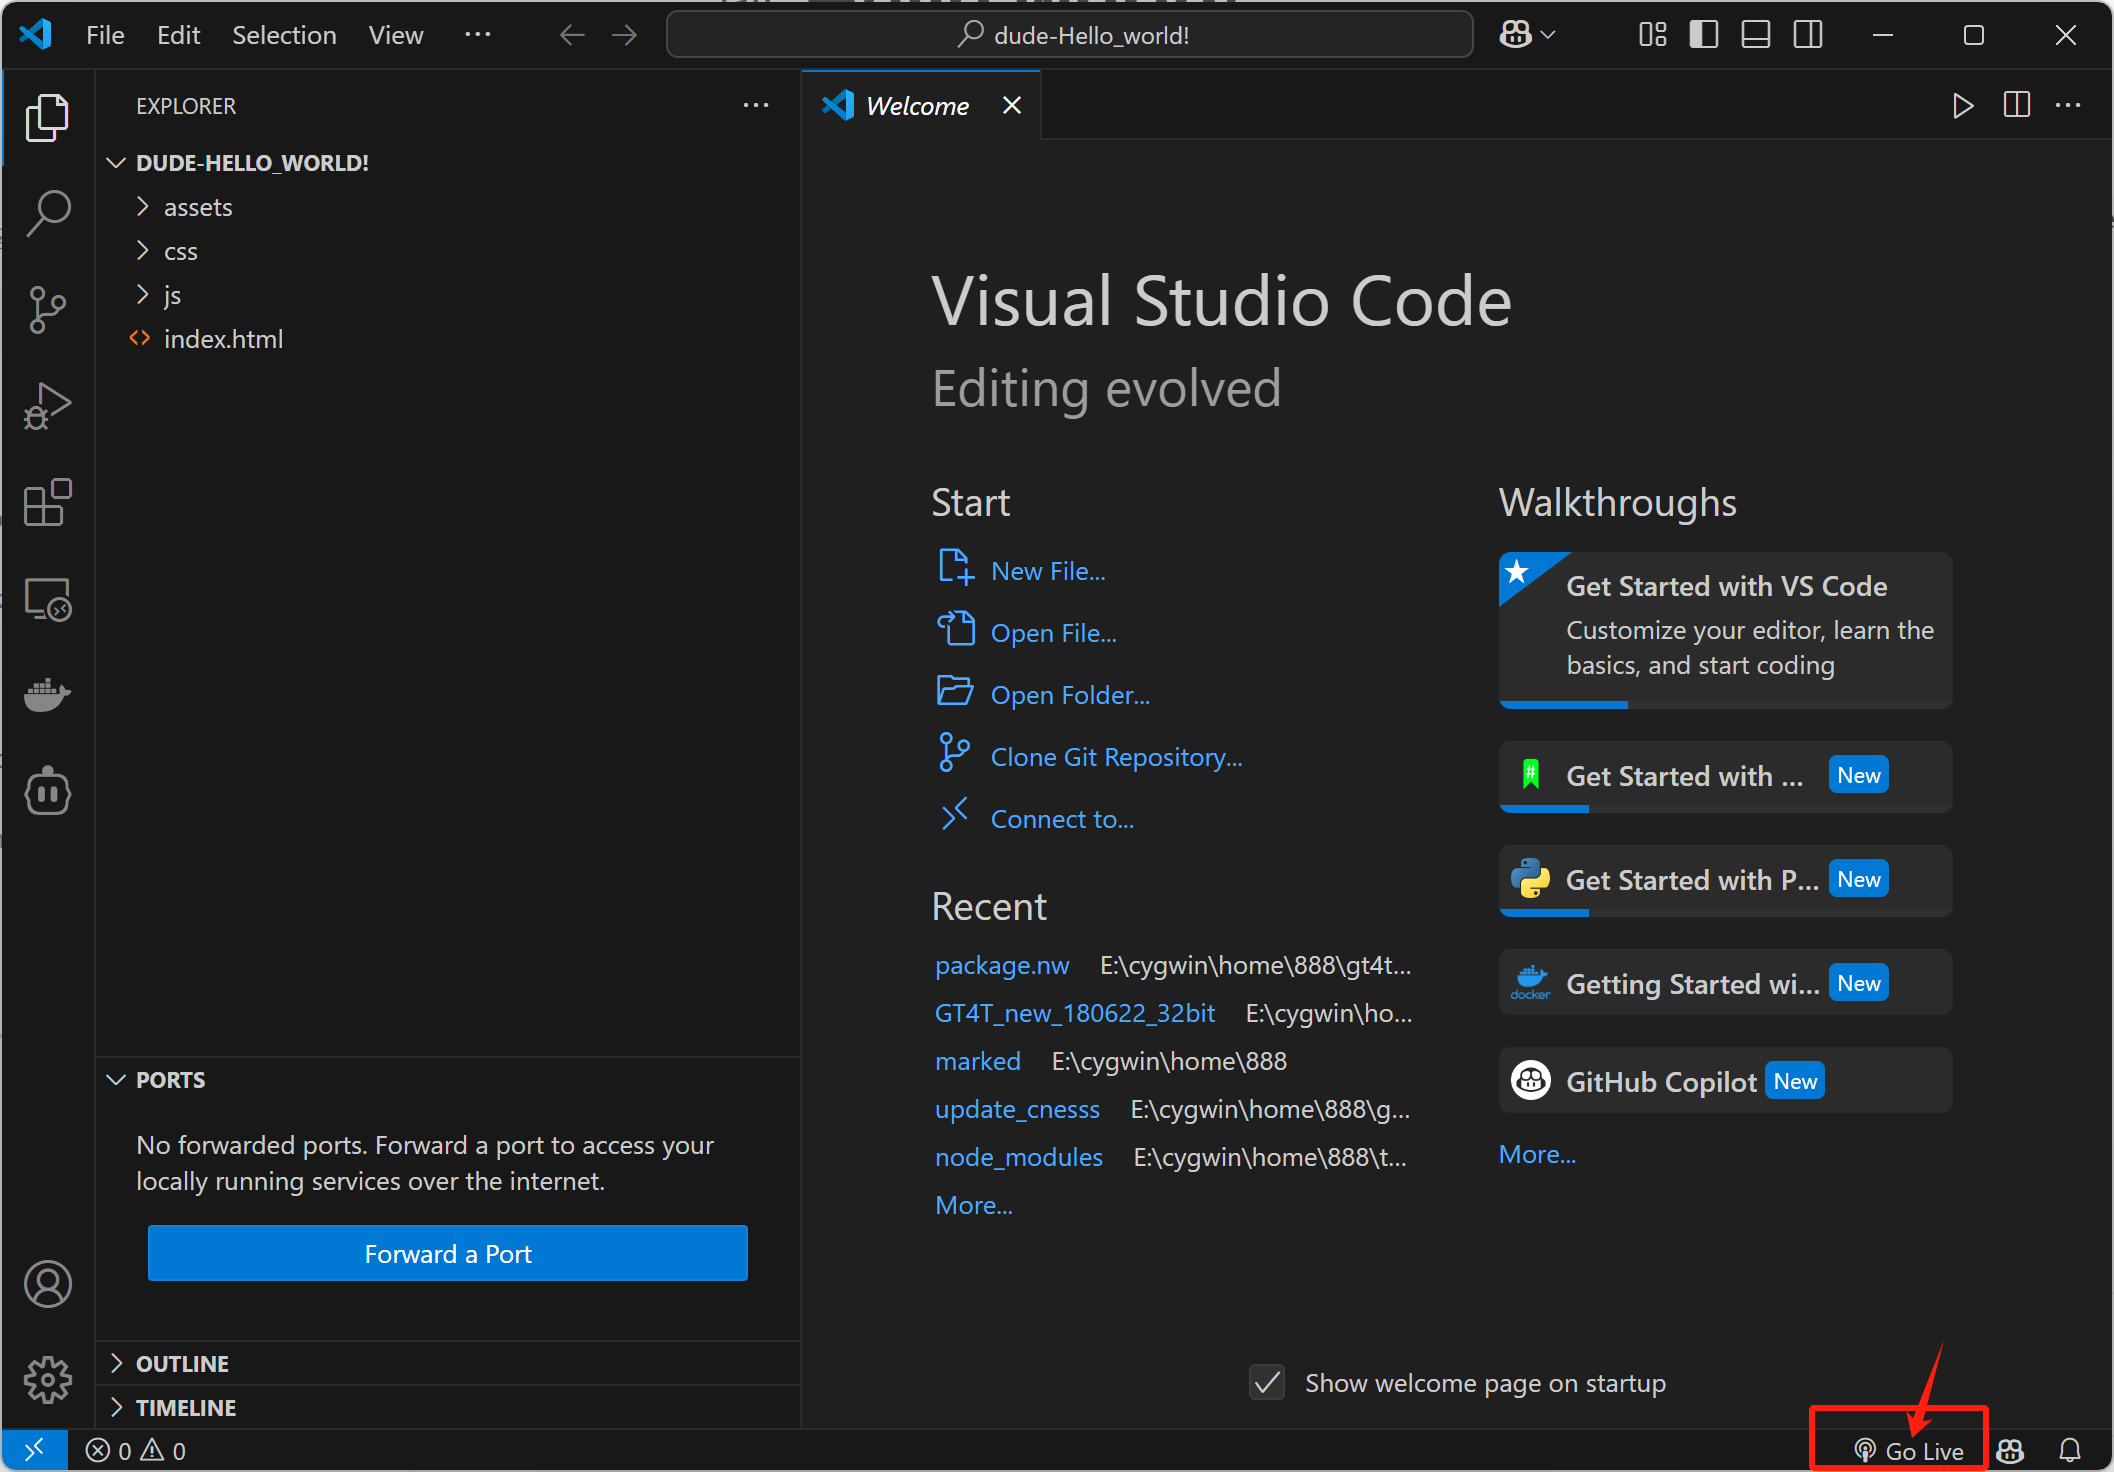 File Edit Selection View ···
dude-Hello_world!
EXPLORER
DUDE-HELLO_WORLD!
assets
css
js
index.html
PORTS
No forwarded ports. Forward a port to access your
locally running services over the internet.
Forward a Port
OUTLINE
TIMELINE
Welcome
Visual Studio Code
Editing evolved
Start
New File...
Open File...
Open Folder...
Clone Git Repository...
Connect to...
Recent
package.nw E:\cygwin\home\888\gt4t...
GT4T_new_180622_32bit E:\cygwin\ho...
marked E:\cygwin\home\888
update_cnesss E:\cygwin\home\888\g...
node_modules E:\cygwin\home\888\t...
More...
Walkthroughs
Get Started with VS Code
Customize your editor, learn the
basics, and start coding
Get Started with ... New
Get Started with P... New
docker
Getting Started wi... New
GitHub Copilot New
More...
Show welcome page on startup
0 0
Go Live